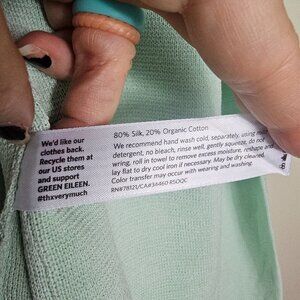 We'd like our
clothes back.
Recycle them at
our US stores
and support
GREEN EILEEN.
#thxverymuch
80% Silk, 20% Organic Cotton
We recommend hand wash cold, separately, using mild
detergent, no bleach, rinse well, gently squeeze, do not
wring, roll in towel to remove excess moisture, reshape and
lay flat to dry cool iron if necessary. May be dry cleaned.
Color transfer may occur with wearing and washing.
RN#78121/CA#34460 RSOQC